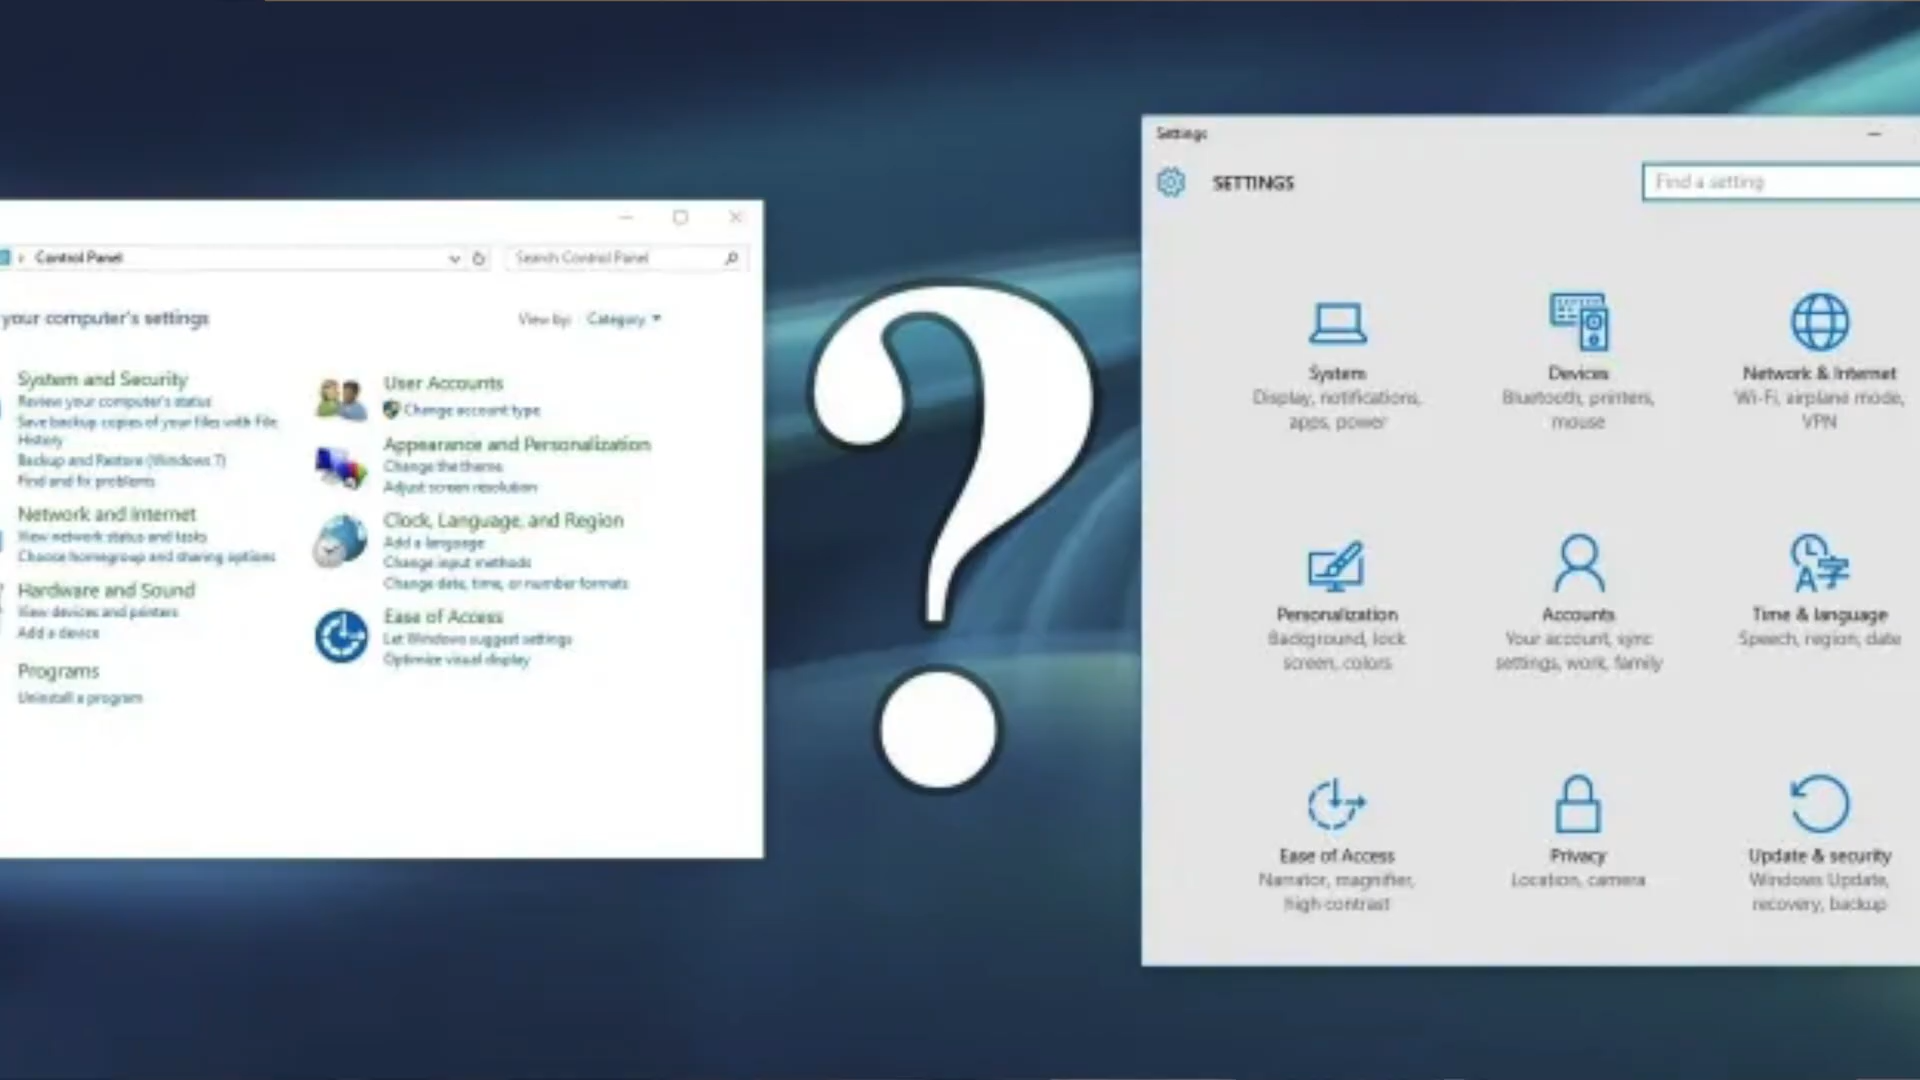 Control Panel
Search Control Panel
your computer's settings
View by: Category
System and Security
Review your computer's status
Save backup copies of your files with File
History
Backup and Restore (Windows 7)
Find and fix problems
Network and Internet
View network status and tasks
Choose homegroup and sharing options
Hardware and Sound
View devices and printers
Add a device
Programs
Uninstall a program
User Accounts
Change account type
Appearance and Personalization
Change the theme
Adjust screen resolution
Clock, Language, and Region
Add a language
Change input methods
Change date, time, or number formats
Ease of Access
Let Windows suggest settings
Optimize visual display
?
Settings
SETTINGS
Find a setting
System
Display, notifications,
apps, power
Devices
Bluetooth, printers,
mouse
Network & Internet
Wi-Fi, airplane mode,
VPN
Personalization
Background, lock
screen, colors
Accounts
Your account, sync
settings, work, family
Time & language
Speech, region, date
Ease of Access
Narrator, magnifier,
high contrast
Privacy
Location, camera
Update & security
Windows Update,
recovery, backup